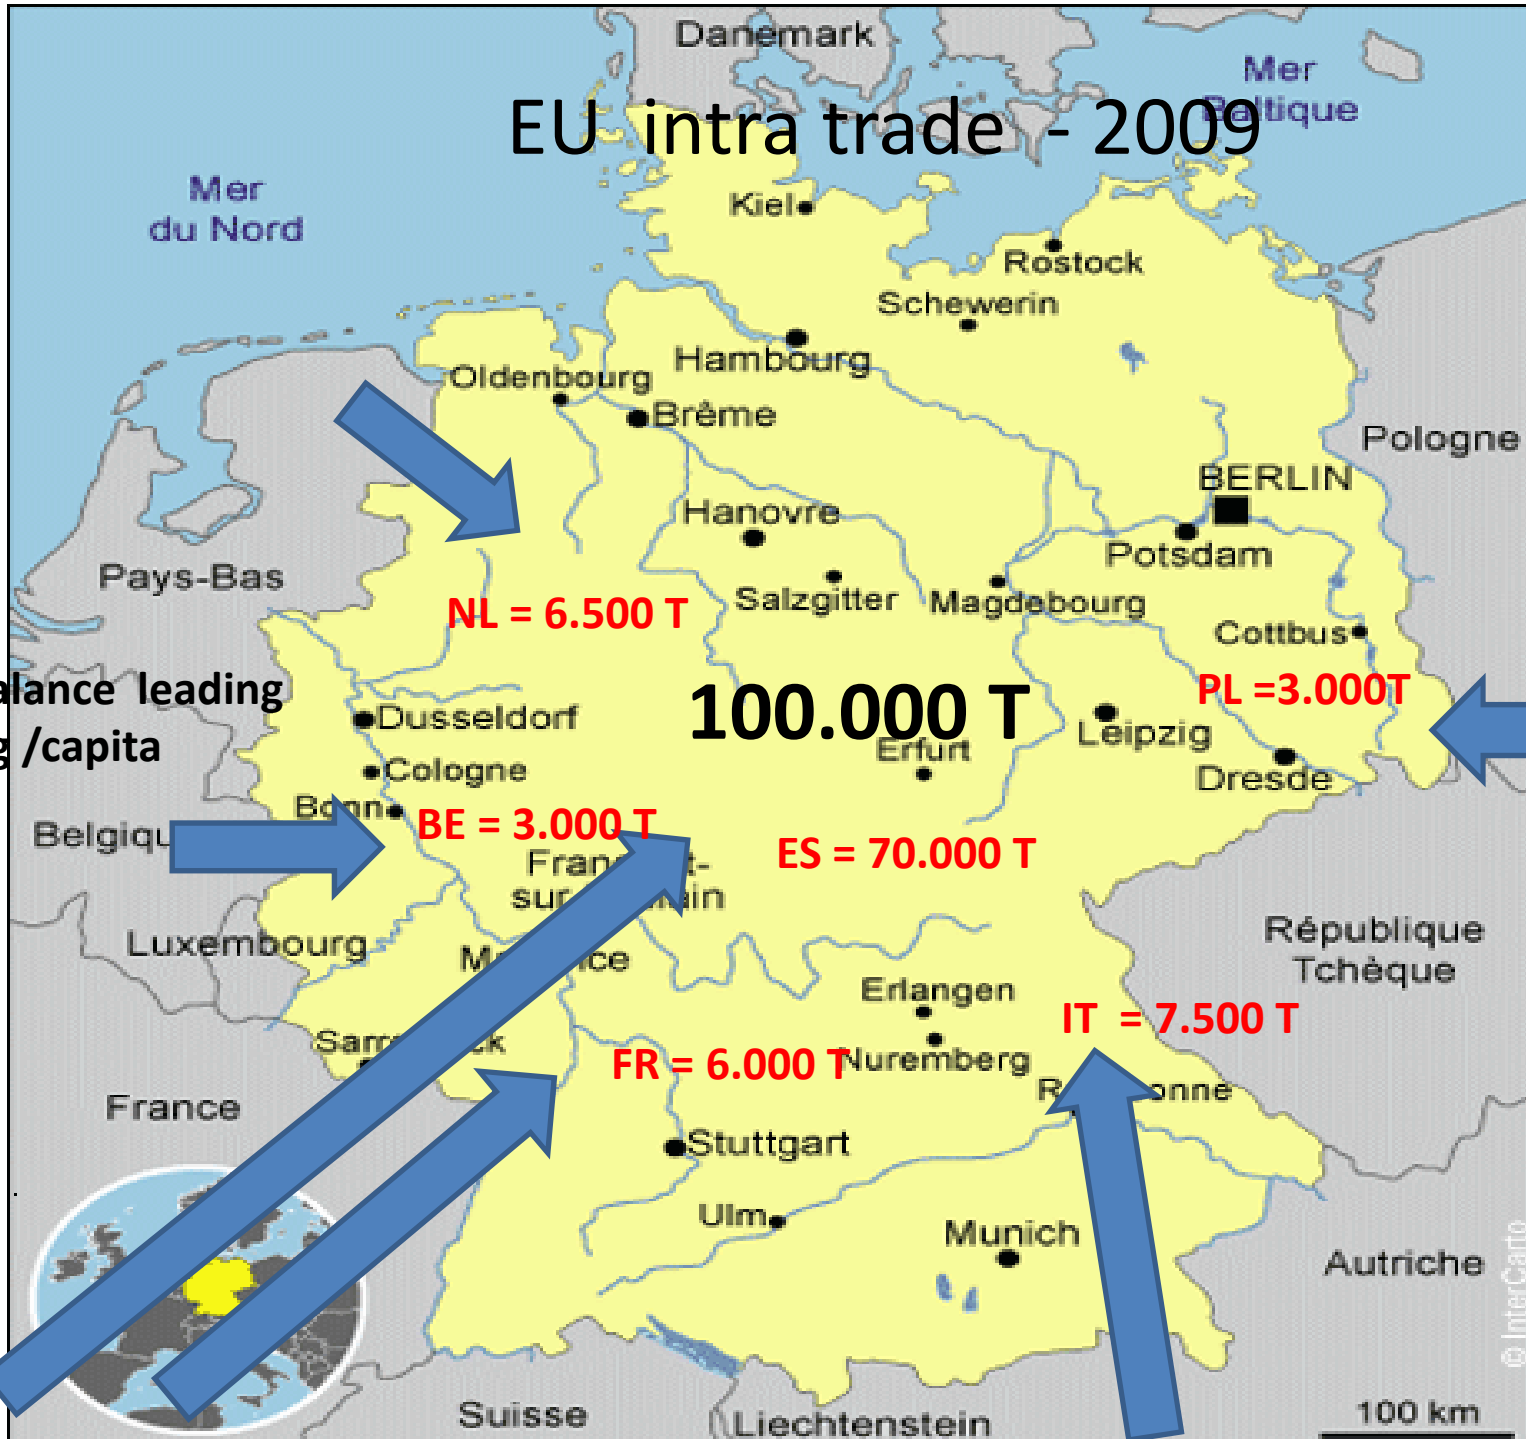 Danemark
EU intra trade - 2009
Mer
Baltique
Mer
du Nord
Kiel
Rostock
Schewerin
Hambourg
Oldenbourg
Brême
Pologne
BERLIN
Hanovre
Potsdam
Pays-Bas
NL = 6.500 T
Salzgitter
Magdebourg
Cottbus
alance leading
PL =3.000T
100.000 T
Dusseldorf
Leipzig
g /capita
Erfurt
Cologne
Dresde
Bonn
BE = 3.000 T
Belgiqu
ES = 70.000 T
sur
Luxembourg
République
Tchèque
Erlangen
IT = 7.500 T
FR = 6.000 T
Nuremberg
France
Stuttgart
Ulm
Munich
Autriche
© InterCarto
Suisse
Liechtenstein
100 km